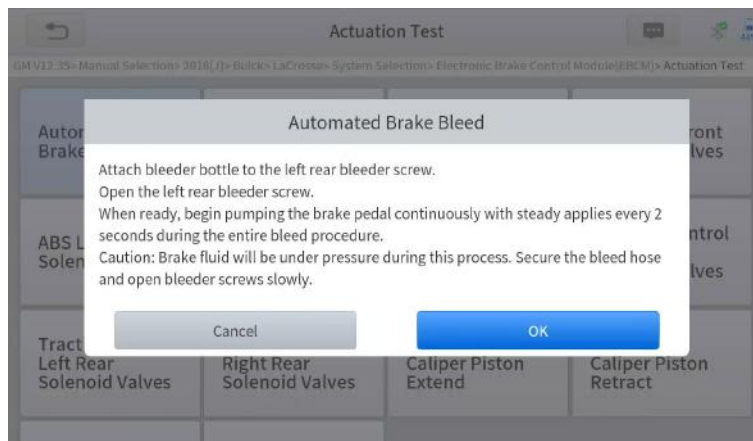 Actuation Test
GM V12.35> Manual Selection> 2018(J)> Buick> LaCrosse> System Selection> Electronic Brake Control Module(EBCM)> Actuation Test
Automated Brake Bleed
Attach bleeder bottle to the left rear bleeder screw.
Open the left rear bleeder screw.
When ready, begin pumping the brake pedal continuously with steady applies every 2
seconds during the entire bleed procedure.
Caution: Brake fluid will be under pressure during this process. Secure the bleed hose
and open bleeder screws slowly.
Cancel
OK
Autor
Brake
ront
lves
ABS L
Solen
ntrol
lves
Tract
Left Rear
Solenoid Valves
Right Rear
Solenoid Valves
Caliper Piston
Extend
Caliper Piston
Retract